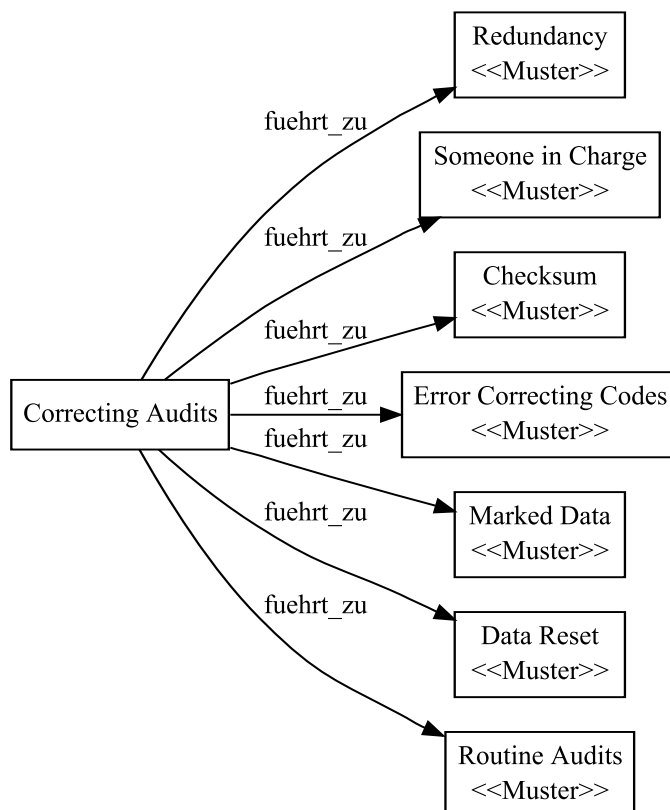 Redundancy
<<Muster>>
fuehrt_zu
Someone in Charge
<<Muster>>
fuehrt_zu
Checksum
<<Muster>>
fuehrt_zu
Correcting Audits
fuehrt_zu
Error Correcting Codes
<<Muster>>
fuehrt_zu
Marked Data
<<Muster>>
fuehrt_zu
Data Reset
<<Muster>>
fuehrt_zu
Routine Audits
<<Muster>>